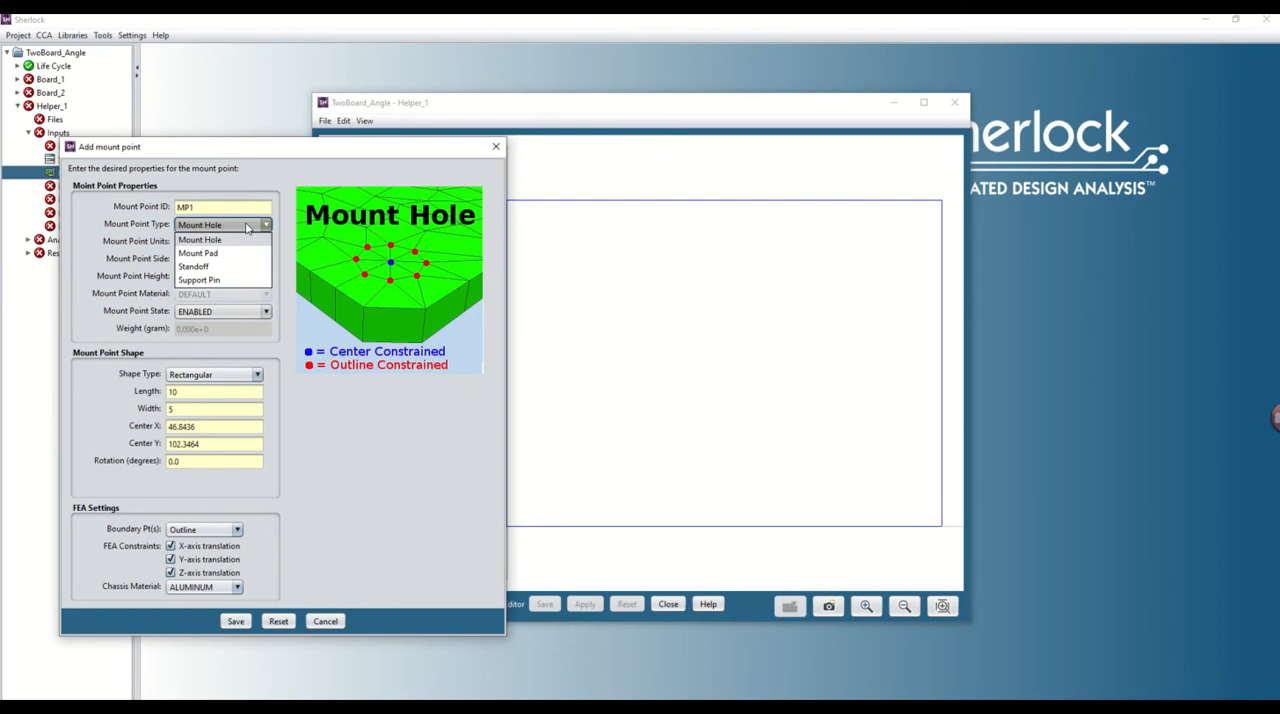 Sherlock
Project CCA Libraries Tools Settings Help
TwoBoard_Angle
Life Cycle
Board_1
Board_2
Helper_1
Files
Inputs
TwoBoard_Angle - Helper_1
File Edit View
Add mount point
Enter the desired properties for the mount point:
Moint Point Properties
Mount Point ID: MP1
Mount Point Type: Mount Hole
Mount Hole
Mount Pad
Standoff
Support Pin
Mount Point Units:
Mount Point Side:
Mount Point Height:
Mount Point Material: DEFAULT
Mount Point State: ENABLED
Weight (gram): 0.000e+0
Mount Point Shape
Shape Type: Rectangular
Length: 10
Width: 5
Center X: 46.8436
Center Y: 102.3464
Rotation (degrees): 0.0
FEA Settings
Boundary Pt(s): Outline
FEA Constraints: X-axis translation
Y-axis translation
Z-axis translation
Chassis Material: ALUMINUM
Save Reset Cancel
Mount Hole
= Center Constrained
= Outline Constrained
Save Apply Reset Close Help
herlock
ATED DESIGN ANALYSIS™